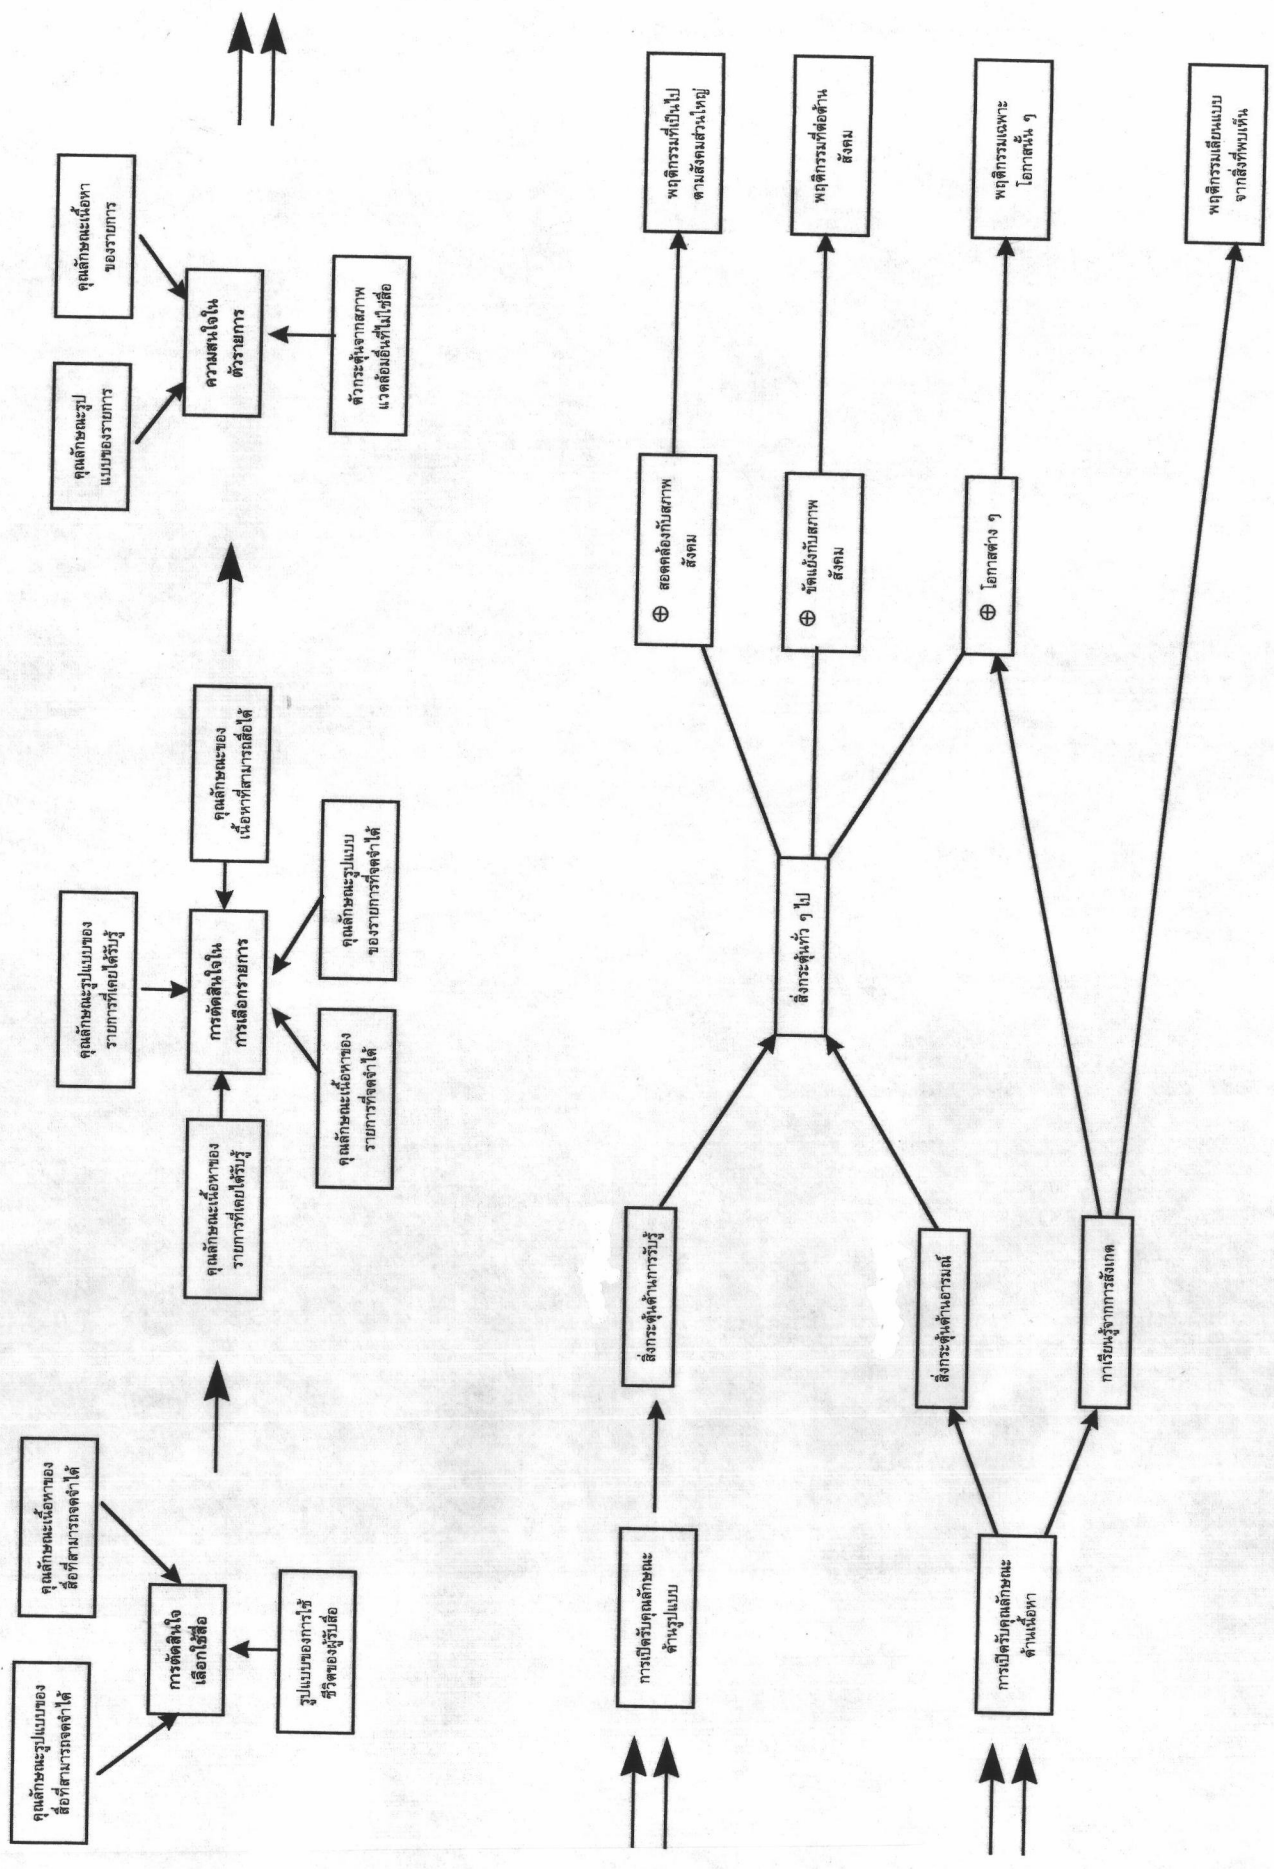 คุณลักษณะรูปแบบของ
สื่อที่สามารถจดจำได้
คุณลักษณะเนื้อหาของ
สื่อที่สามารถจดจำได้
การตัดสินใจ
เลือกใช้สื่อ
รูปแบบของการใช้
ชีวิตของผู้รับสื่อ
คุณลักษณะรูปแบบของ
รายการที่เคยได้รับรู้
คุณลักษณะเนื้อหาของ
รายการที่เคยได้รับรู้
การตัดสินใจใน
การเลือกรายการ
คุณลักษณะของ
เนื้อหาที่สามารถสื่อได้
คุณลักษณะเนื้อหาของ
รายการที่จดจำได้
คุณลักษณะรูปแบบ
ของรายการที่จดจำได้
คุณลักษณะรูป
แบบของรายการ
คุณลักษณะเนื้อหา
ของรายการ
ความสนใจใน
ตัวรายการ
ตัวกระตุ้นจากสภาพ
แวดล้อมอื่นที่ไม่ใช่สื่อ
การเปิดรับคุณลักษณะ
ด้านรูปแบบ
สิ่งกระตุ้นด้านการรับรู้
สิ่งกระตุ้นทั่ว ๆ ไป
⊕ สอดคล้องกับสภาพ
สังคม
พฤติกรรมที่เป็นไป
ตามสังคมส่วนใหญ่
⊕ ขัดแย้งกับสภาพ
สังคม
พฤติกรรมที่ต่อต้าน
สังคม
การเปิดรับคุณลักษณะ
ด้านเนื้อหา
สิ่งกระตุ้นด้านอารมณ์
⊕ โอกาสต่าง ๆ
พฤติกรรมเฉพาะ
โอกาสนั้น ๆ
กาเรียนรู้จากการสังเกต
พฤติกรรมเลียนแบบ
จากสิ่งที่พบเห็น